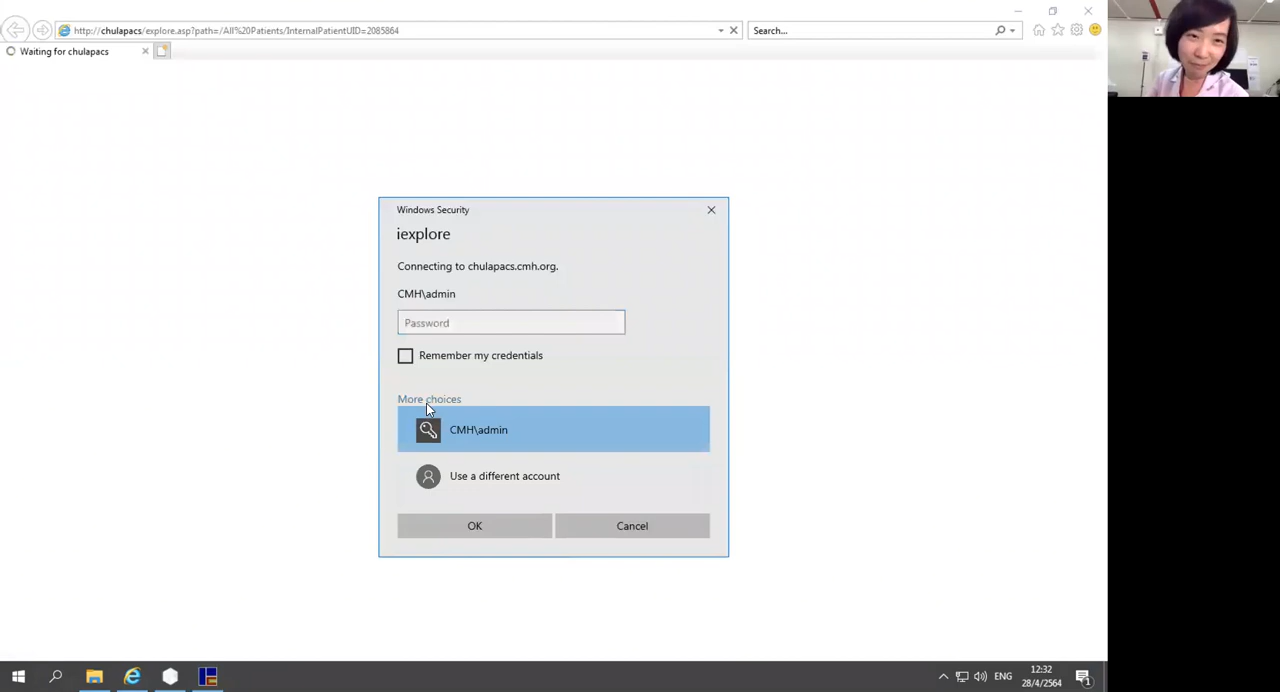 http://chulapacs/explore.asp?path=/All%20Patients/InternalPatientUID=2085864
Search...
Waiting for chulapacs
Windows Security
iexplore
Connecting to chulapacs.cmh.org.
CMH\admin
Password
Remember my credentials
More choices
CMH\admin
Use a different account
OK
Cancel
ENG
12:32
28/4/2564
1